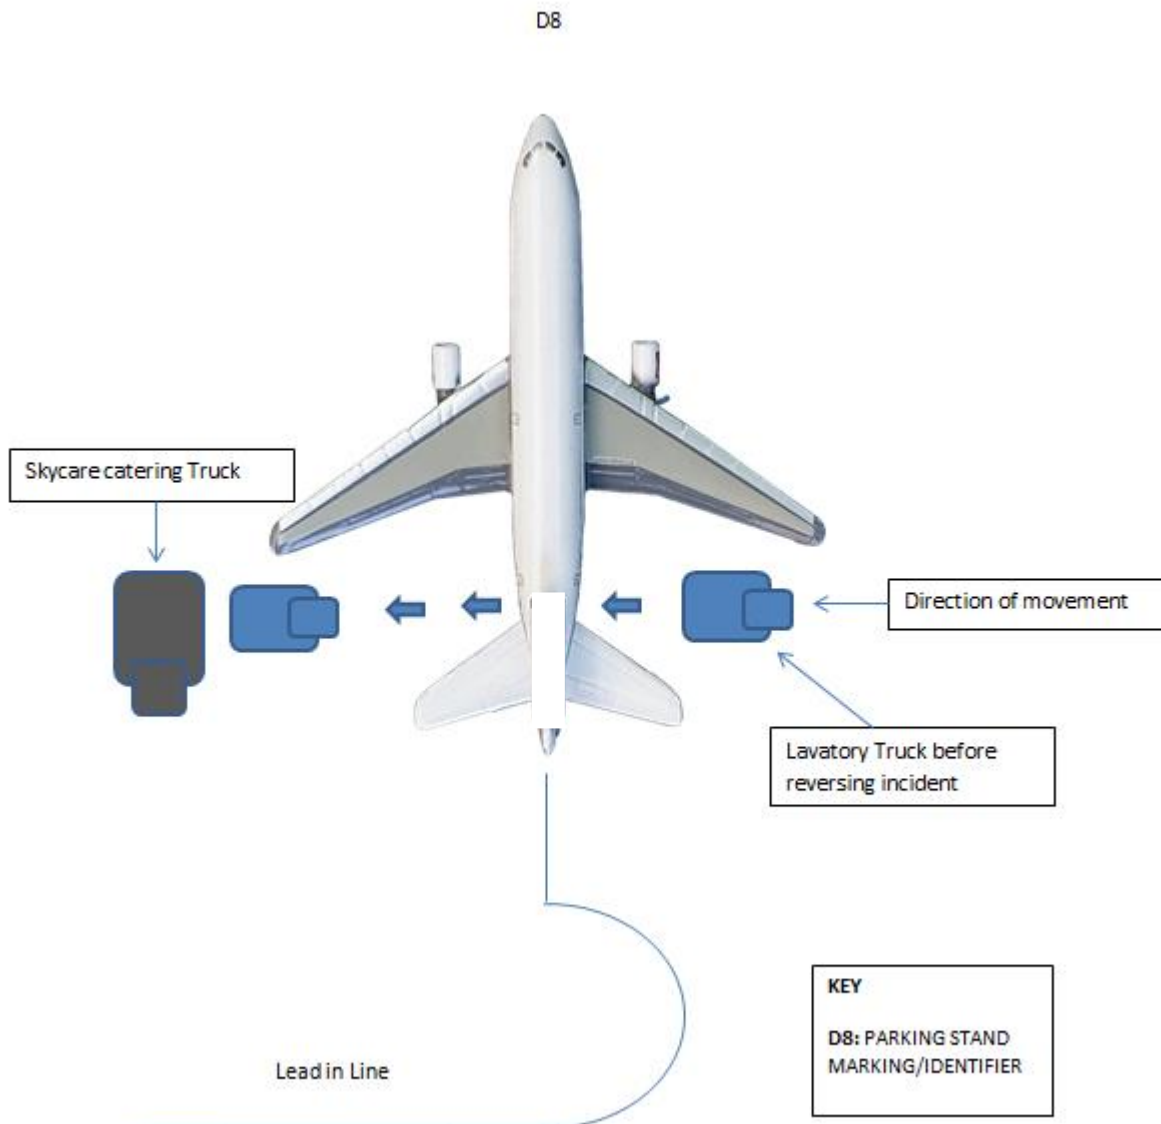 D8
Skycare catering Truck
Direction of movement
Lavatory Truck before
reversing incident
KEY
D8: PARKING STAND
MARKING/IDENTIFIER
Lead in Line